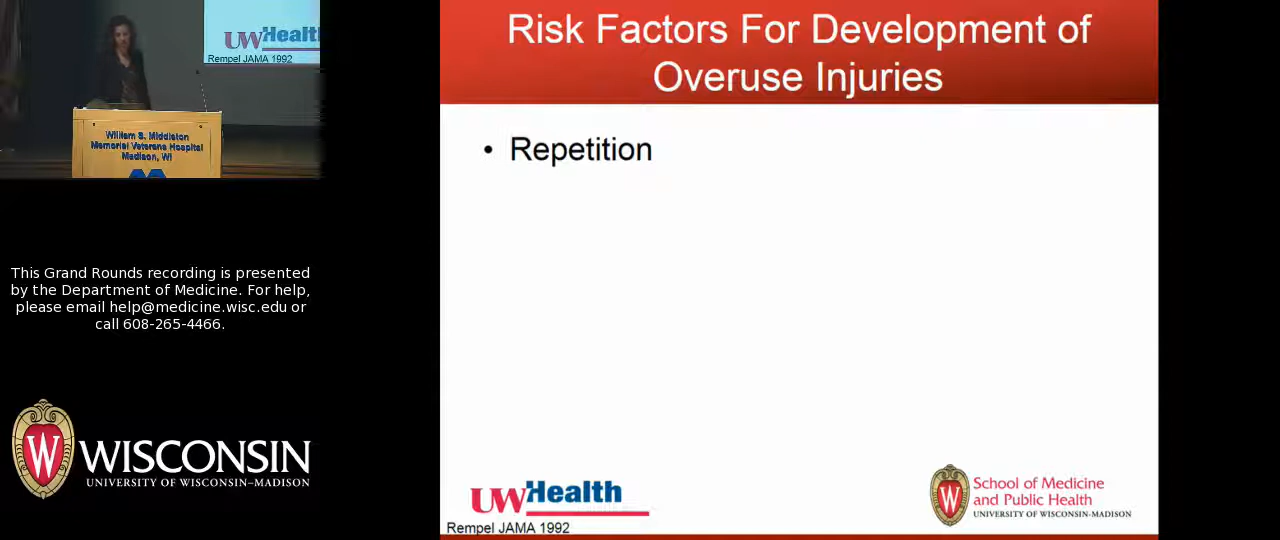 UWHealth
Rempel JAMA 1992
William S. Middleton
Memorial Veterans Hospital
Madison, WI
This Grand Rounds recording is presented
by the Department of Medicine. For help,
please email help@medicine.wisc.edu or
call 608-265-4466.
W WISCONSIN
UNIVERSITY OF WISCONSIN–MADISON
Risk Factors For Development of
Overuse Injuries
• Repetition
UWHealth
Rempel JAMA 1992
W School of Medicine
and Public Health
UNIVERSITY OF WISCONSIN-MADISON